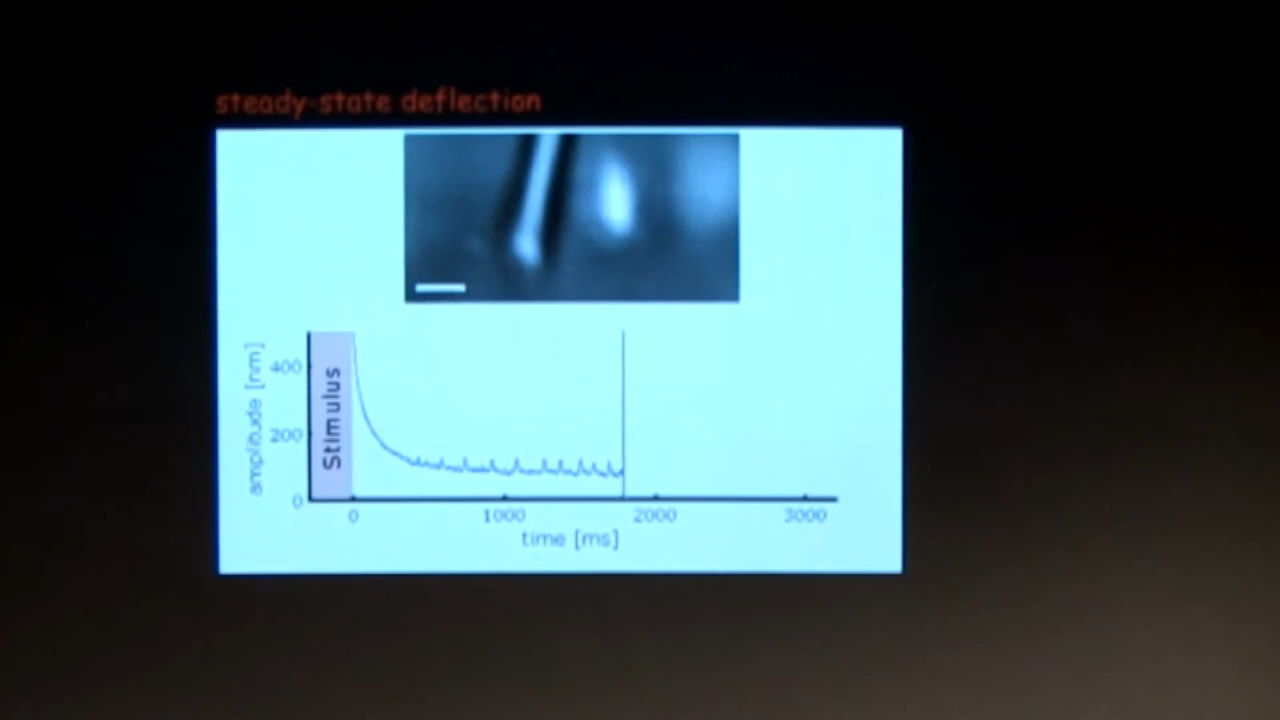 steady-state deflection
amplitude [nm]
400
200
0
Stimulus
0 1000 2000 3000
time [ms]